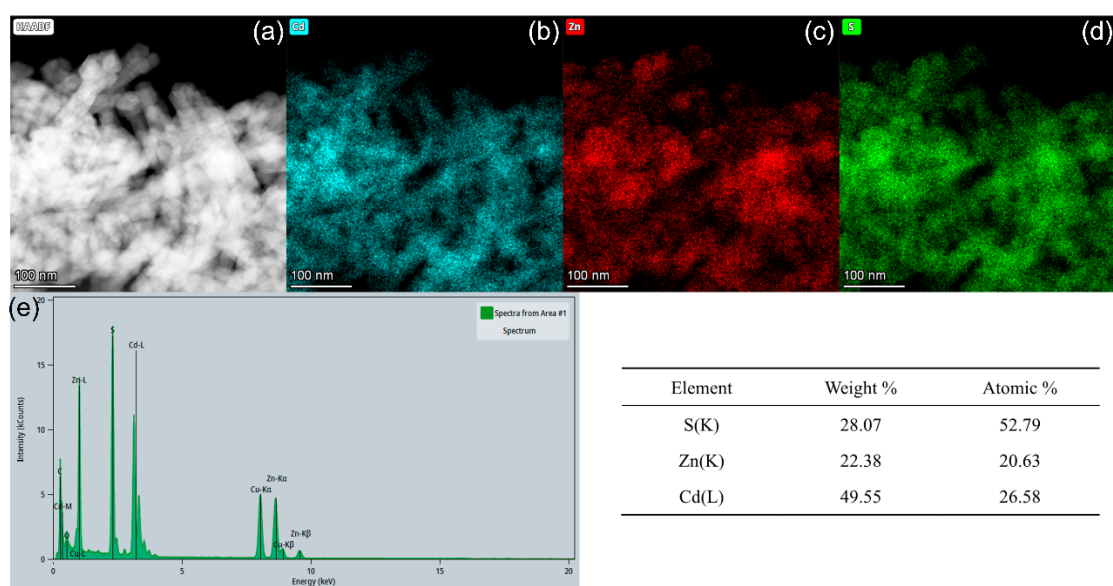 HAADF (a)
Cd (b)
Zn (c)
S (d)
100 nm
100 nm
100 nm
100 nm
(e)
20
15
10
5
0
Intensity (kCounts)
Spectra from Area #1
Spectrum
S
Cd-L
Zn-L
C
Cd-M
O
Cu-L
Cu-Kα
Zn-Kα
Cu-Kβ
Zn-Kβ
0 5 10 15 20
Energy (keV)
Element Weight % Atomic %
S(K) 28.07 52.79
Zn(K) 22.38 20.63
Cd(L) 49.55 26.58